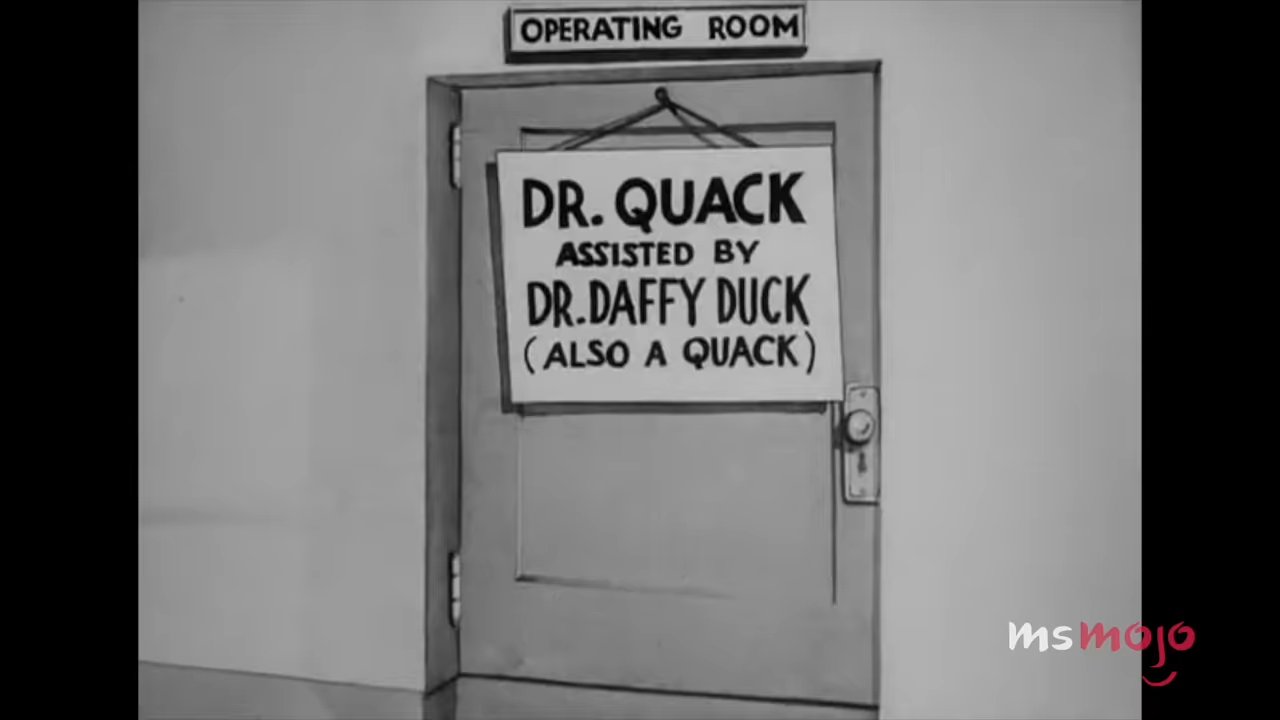 OPERATING ROOM
DR. QUACK
ASSISTED BY
DR. DAFFY DUCK
(ALSO A QUACK)
msmojo